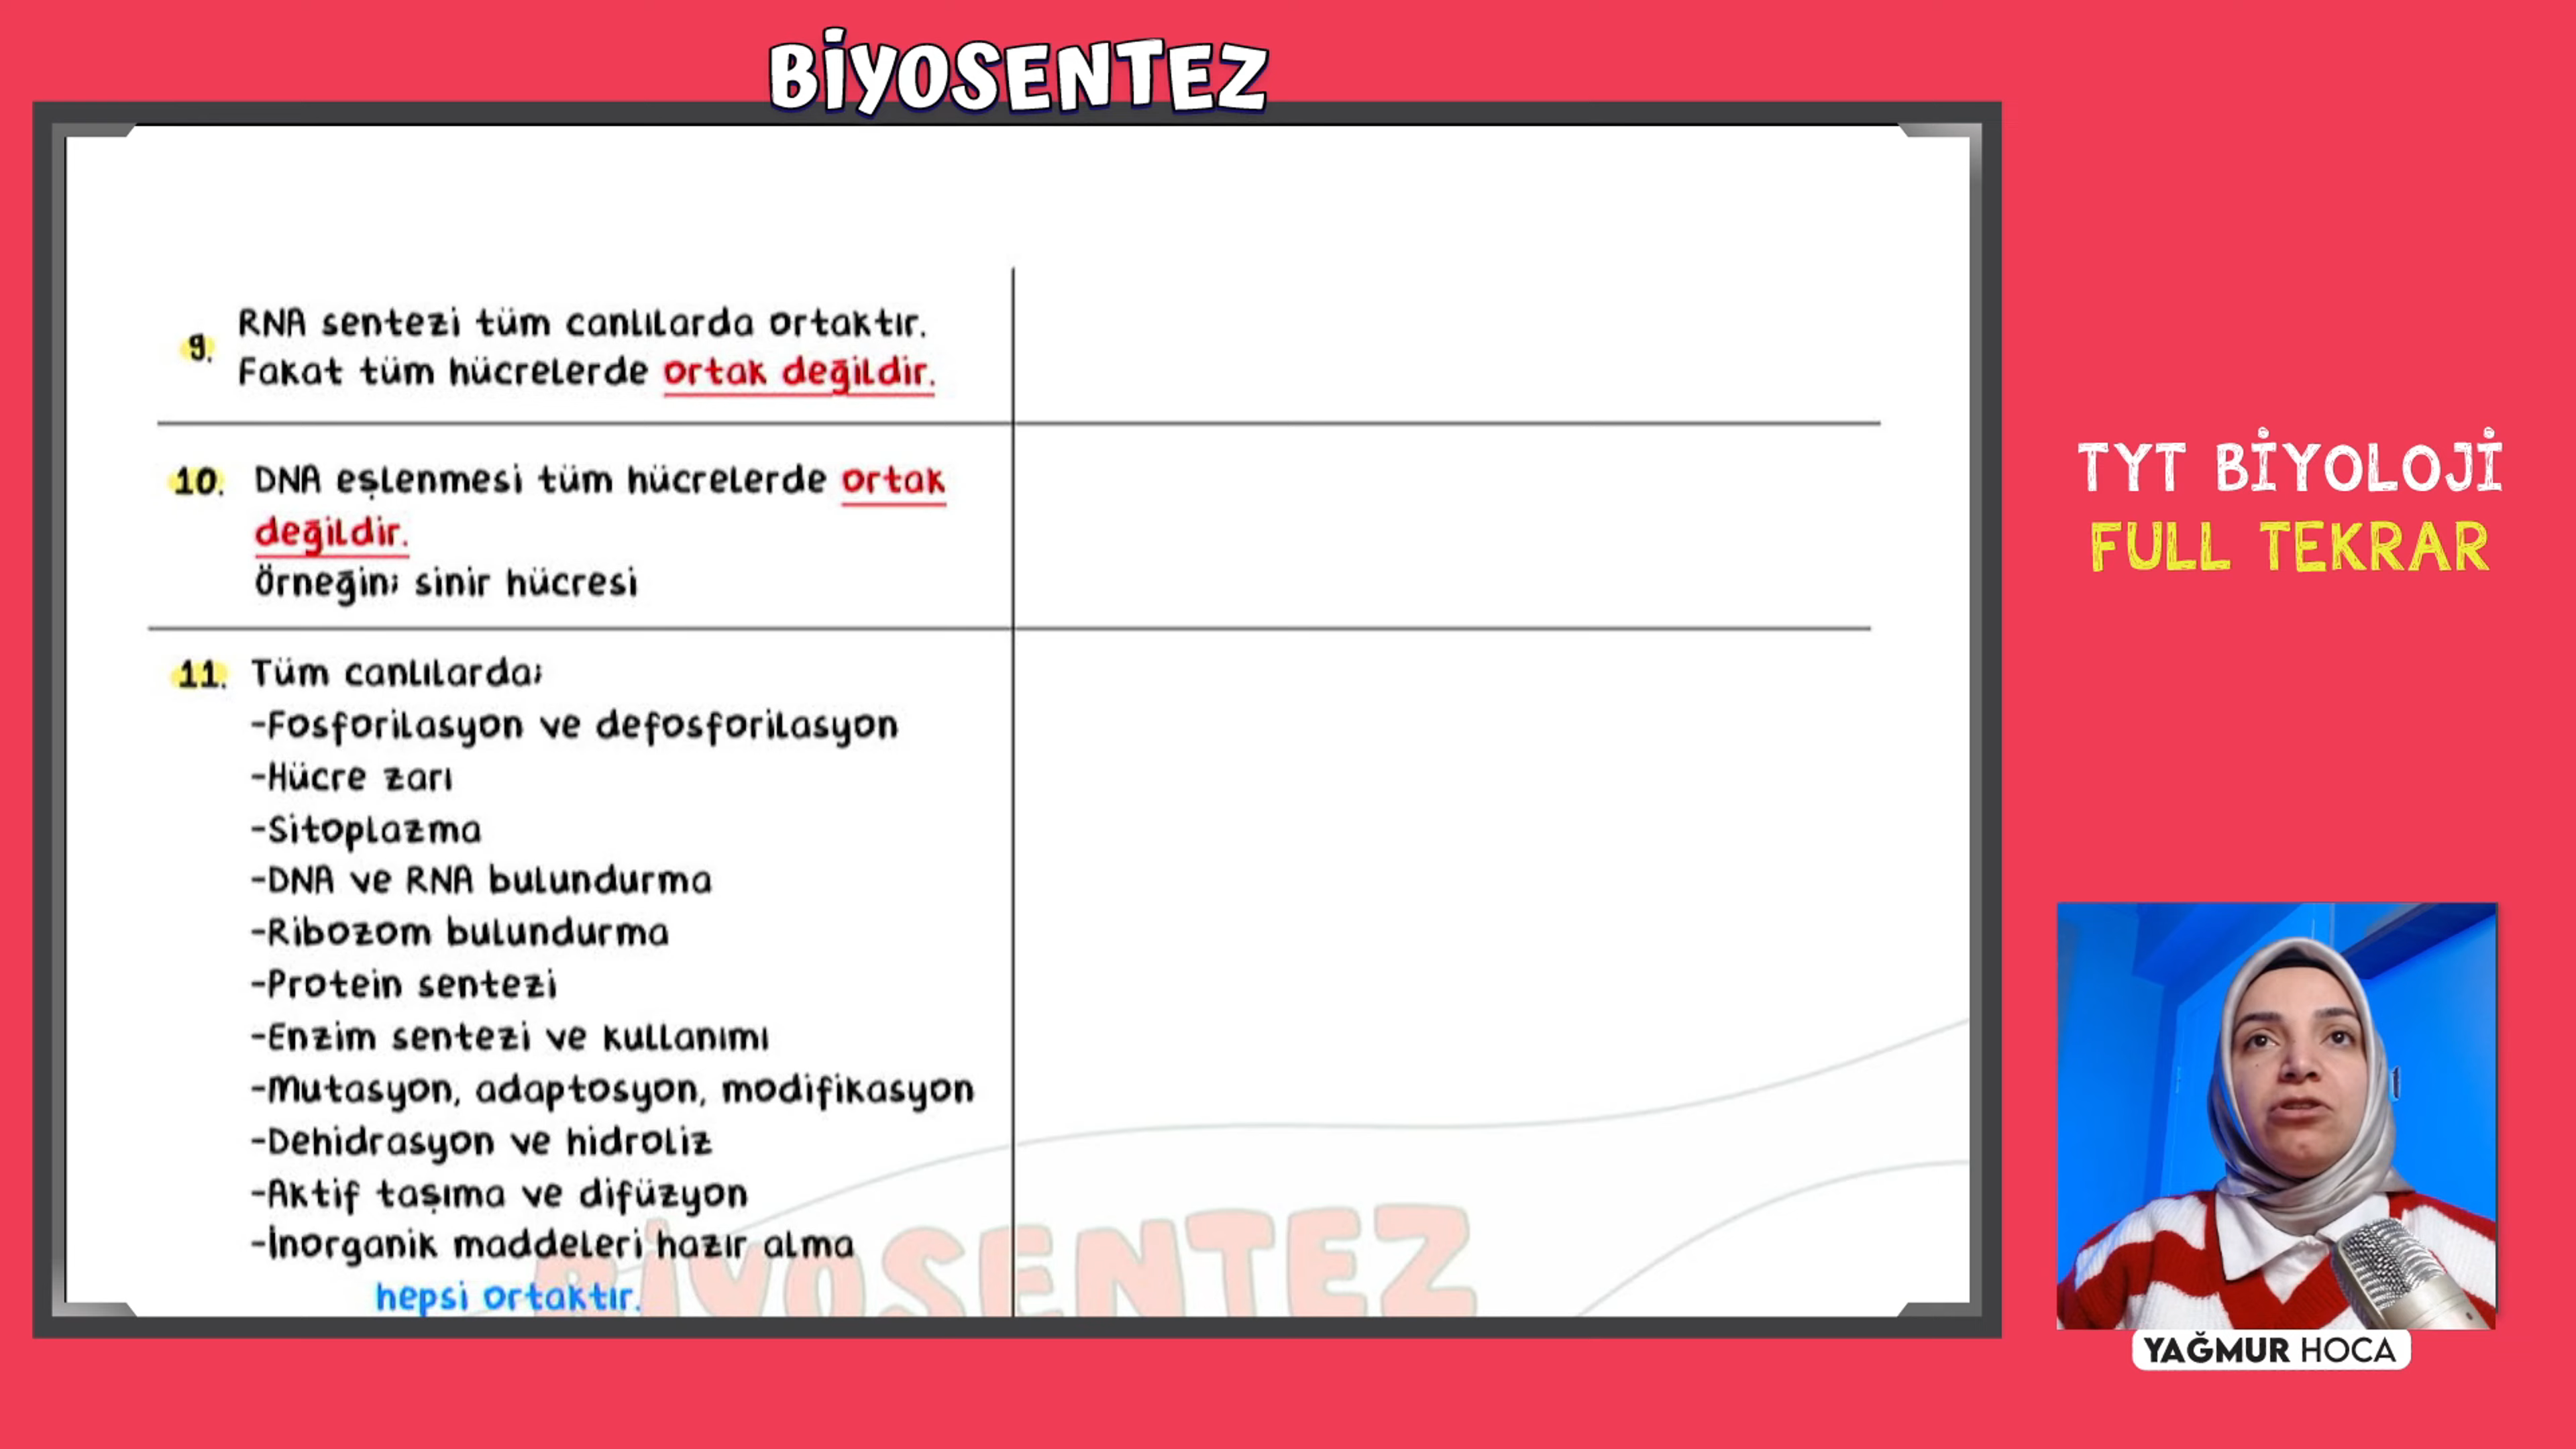 BİYOSENTEZ
9. RNA sentezi tüm canlılarda ortaktır.
Fakat tüm hücrelerde ortak değildir.
10. DNA eşlenmesi tüm hücrelerde ortak
değildir.
Örneğin; sinir hücresi
11. Tüm canlılarda;
-Fosforilasyon ve defosforilasyon
-Hücre zarı
-Sitoplazma
-DNA ve RNA bulundurma
-Ribozom bulundurma
-Protein sentezi
-Enzim sentezi ve kullanımı
-Mutasyon, adaptosyon, modifikasyon
-Dehidrasyon ve hidroliz
-Aktif taşıma ve difüzyon
-İnorganik maddeleri hazır alma
hepsi ortaktır.
BİYOSENTEZ
TYT BİYOLOJİ
FULL TEKRAR
YAĞMUR HOCA